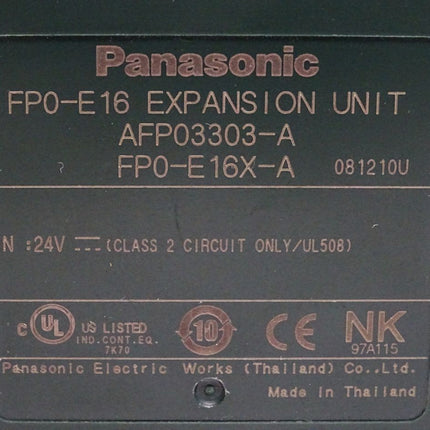 Panasonic
FP0-E16 EXPANSION UNIT
AFP03303-A
FP0-E16X-A 081210U
N :24V ⎓ (CLASS 2 CIRCUIT ONLY/UL508)
c UL US LISTED 10 CE NK
IND.CONT.EQ. 97A115
7K70
Panasonic Electric Works (Thailand) Co.,Ltd.
Made in Thailand